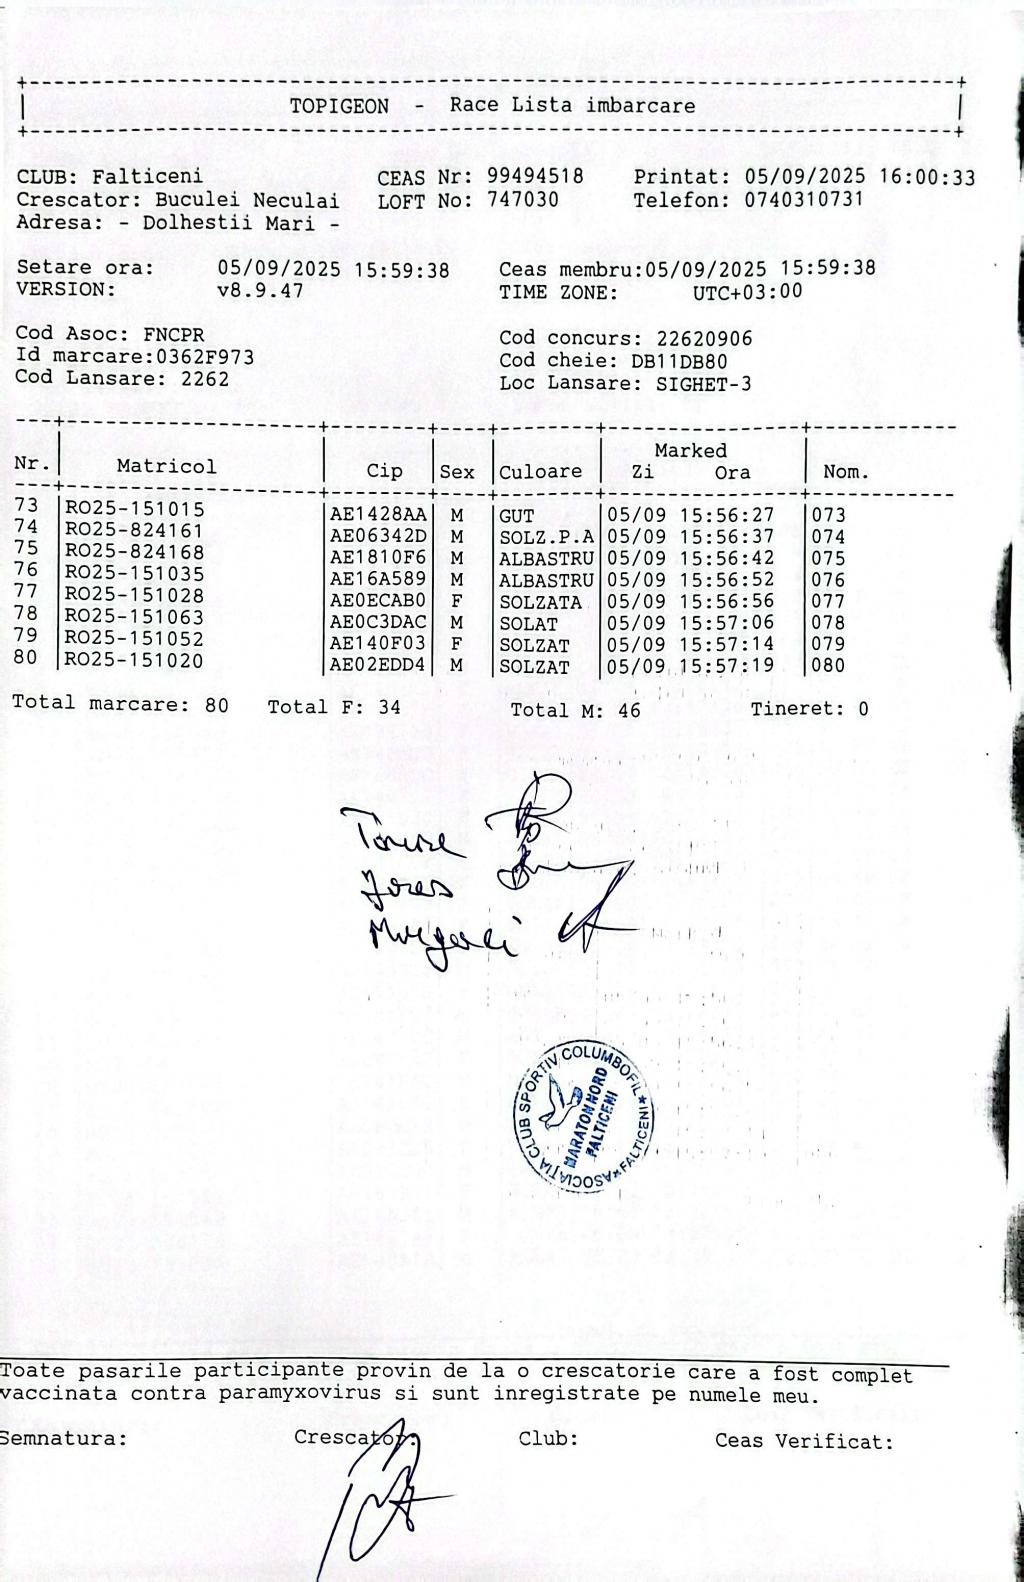 TOPIGEON - Race Lista imbarcare
CLUB: Falticeni CEAS Nr: 99494518 Printat: 05/09/2025 16:00:33
Crescator: Buculei Neculai LOFT No: 747030 Telefon: 0740310731
Adresa: - Dolhestii Mari -
Setare ora: 05/09/2025 15:59:38 Ceas membru:05/09/2025 15:59:38
VERSION: v8.9.47 TIME ZONE: UTC+03:00
Cod Asoc: FNCPR Cod concurs: 22620906
Id marcare:0362F973 Cod cheie: DB11DB80
Cod Lansare: 2262 Loc Lansare: SIGHET-3
Marked
Nr. Matricol Cip Sex Culoare Zi Ora Nom.
73 RO25-151015 AE1428AA M GUT 05/09 15:56:27 073
74 RO25-824161 AE06342D M SOLZ.P.A 05/09 15:56:37 074
75 RO25-824168 AE1810F6 M ALBASTRU 05/09 15:56:42 075
76 RO25-151035 AE16A589 M ALBASTRU 05/09 15:56:52 076
77 RO25-151028 AE0ECAB0 F SOLZATA 05/09 15:56:56 077
78 RO25-151063 AE0C3DAC M SOLAT 05/09 15:57:06 078
79 RO25-151052 AE140F03 F SOLZAT 05/09 15:57:14 079
80 RO25-151020 AE02EDD4 M SOLZAT 05/09 15:57:19 080
Total marcare: 80 Total F: 34 Total M: 46 Tineret: 0
ASOCIAȚIA CLUB SPORTIV COLUMBOFIL * FALTICENI *
MARATON NORD
FALTICENI
Toate pasarile participante provin de la o crescatorie care a fost complet
vaccinata contra paramyxovirus si sunt inregistrate pe numele meu.
Semnatura: Crescator: Club: Ceas Verificat: